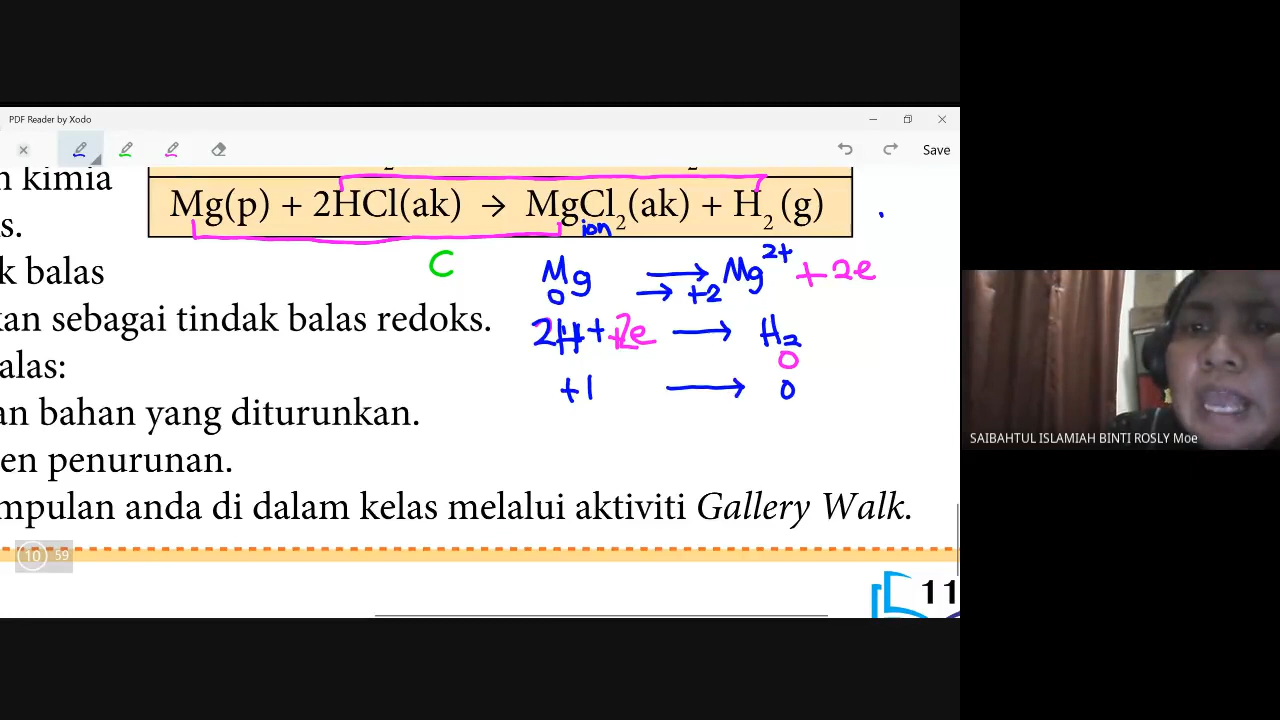 PDF Reader by Xodo
Save
n kimia
Mg(p) + 2HCl(ak) → MgCl₂(ak) + H₂(g)
s.
ion
k balas
C
Mg → Mg²⁺ + 2e
0 → +2
kan sebagai tindak balas redoks.
2H⁺ + 2e → H₂
0
alas:
+1 → 0
an bahan yang diturunkan.
en penurunan.
mpulan anda di dalam kelas melalui aktiviti Gallery Walk.
10 59
11
SAIBAHTUL ISLAMIAH BINTI ROSLY Moe